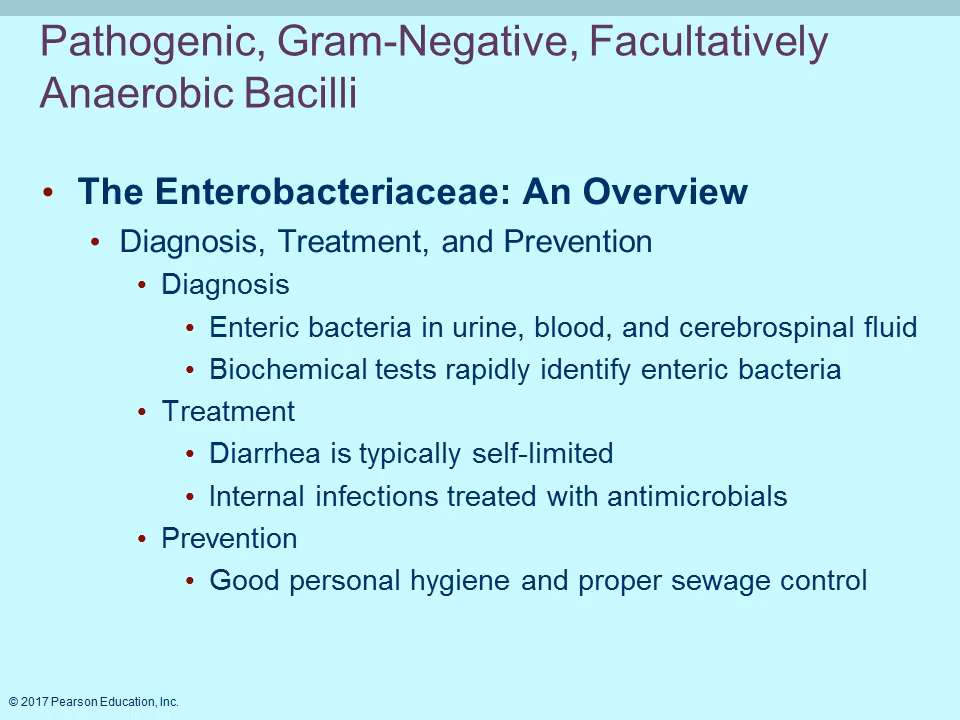 Pathogenic, Gram-Negative, Facultatively
Anaerobic Bacilli
• The Enterobacteriaceae: An Overview
• Diagnosis, Treatment, and Prevention
• Diagnosis
• Enteric bacteria in urine, blood, and cerebrospinal fluid
• Biochemical tests rapidly identify enteric bacteria
• Treatment
• Diarrhea is typically self-limited
• Internal infections treated with antimicrobials
• Prevention
• Good personal hygiene and proper sewage control
© 2017 Pearson Education, Inc.